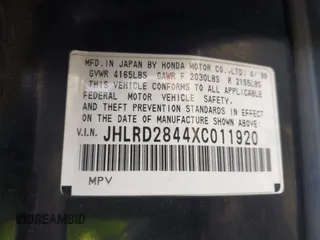 MFD. IN JAPAN BY HONDA MOTOR CO.,LTD. 6/99
GVWR 4165LBS GAWR F 2030LBS R 2155LBS
THIS VEHICLE CONFORMS TO ALL APPLICABLE
FEDERAL MOTOR VEHICLE SAFETY
AND THEFT PREVENTION STANDARDS IN EFFECT
ON THE DATE OF MANUFACTURE SHOWN ABOVE.
V.I.N. JHLRD2844XC011920
MPV
DREAMBID